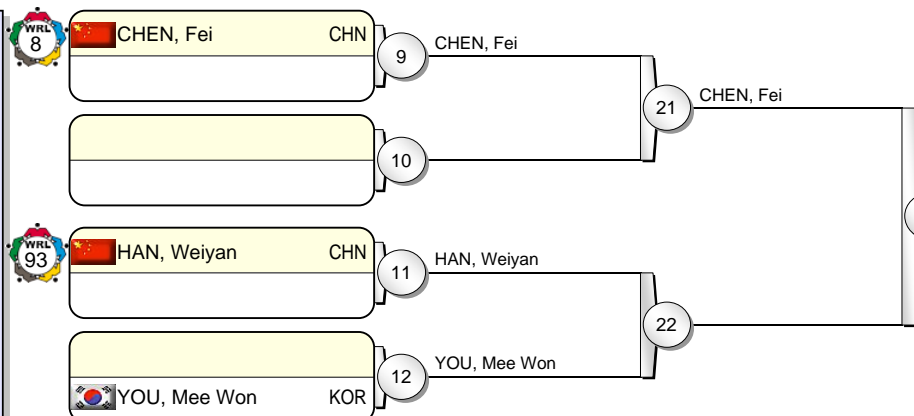 WRL
8
CHEN, Fei CHN
9
CHEN, Fei
21
CHEN, Fei
10
WRL
93
HAN, Weiyan CHN
11
HAN, Weiyan
22
YOU, Mee Won KOR
12
YOU, Mee Won